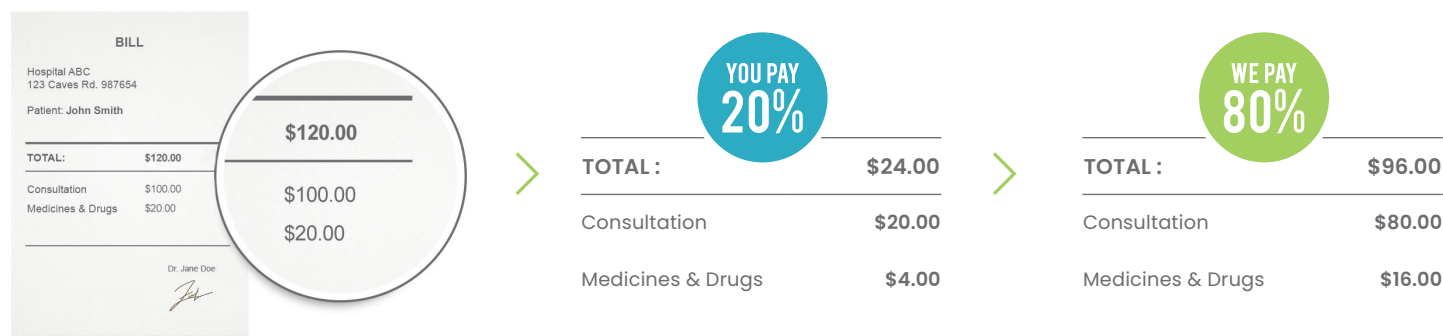 BILL
Hospital ABC
123 Caves Rd. 987654
Patient: John Smith
TOTAL: $120.00
Consultation $100.00
Medicines & Drugs $20.00
Dr. Jane Doe
$120.00
$100.00
$20.00
YOU PAY
20%
TOTAL : $24.00
Consultation $20.00
Medicines & Drugs $4.00
WE PAY
80%
TOTAL : $96.00
Consultation $80.00
Medicines & Drugs $16.00